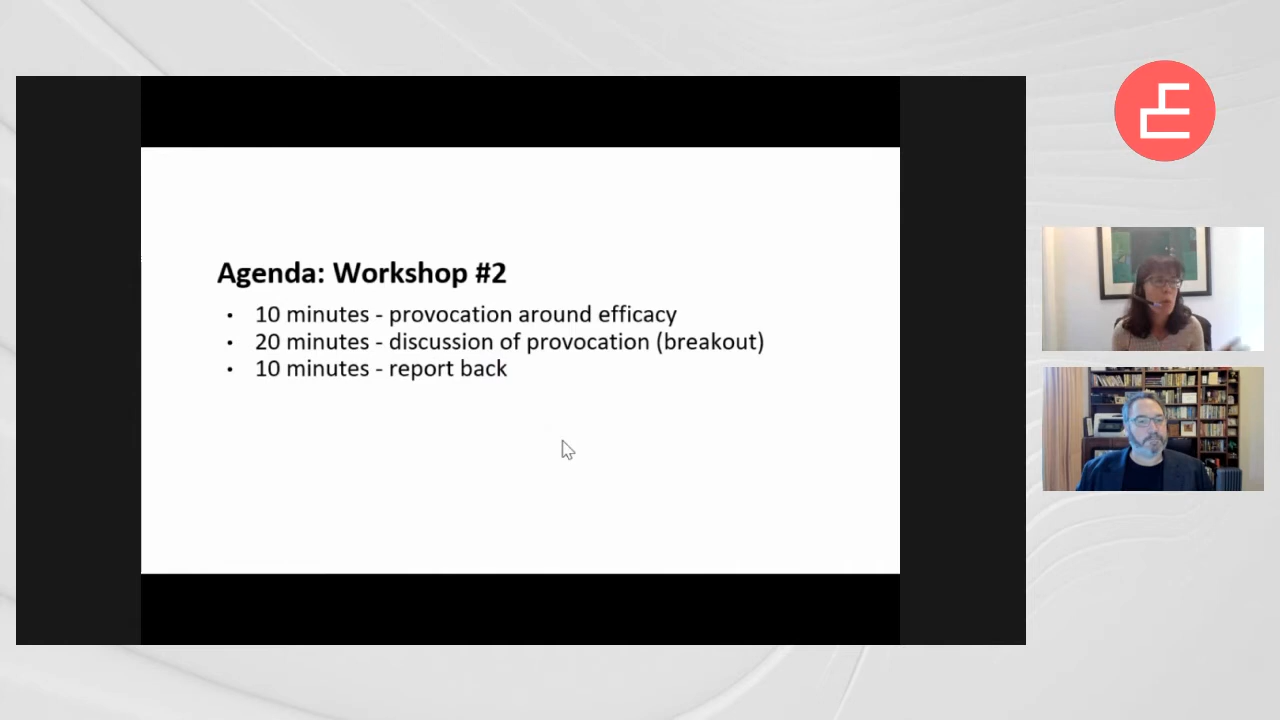 Agenda: Workshop #2
• 10 minutes - provocation around efficacy
• 20 minutes - discussion of provocation (breakout)
• 10 minutes - report back